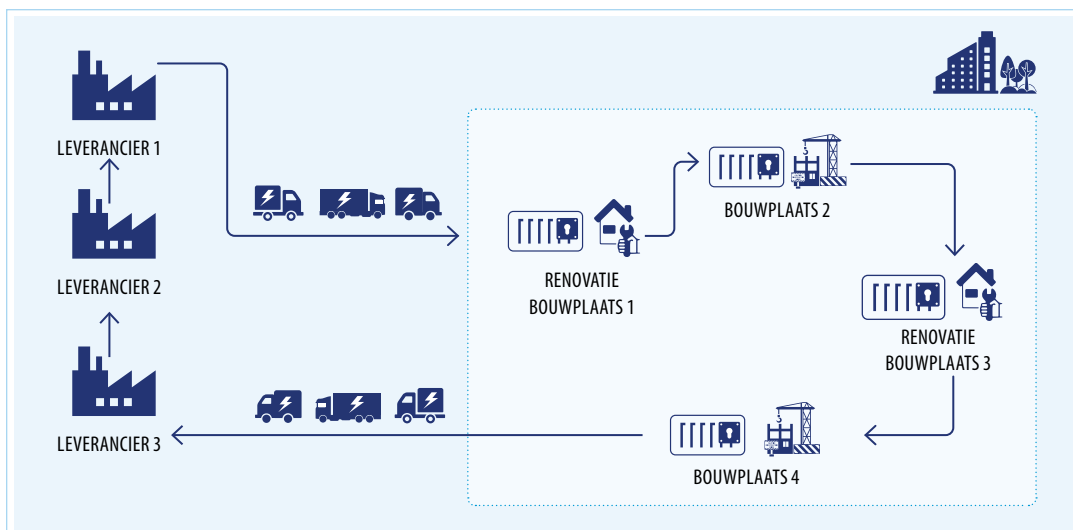 LEVERANCIER 1
LEVERANCIER 2
LEVERANCIER 3
RENOVATIE
BOUWPLAATS 1
BOUWPLAATS 2
RENOVATIE
BOUWPLAATS 3
BOUWPLAATS 4